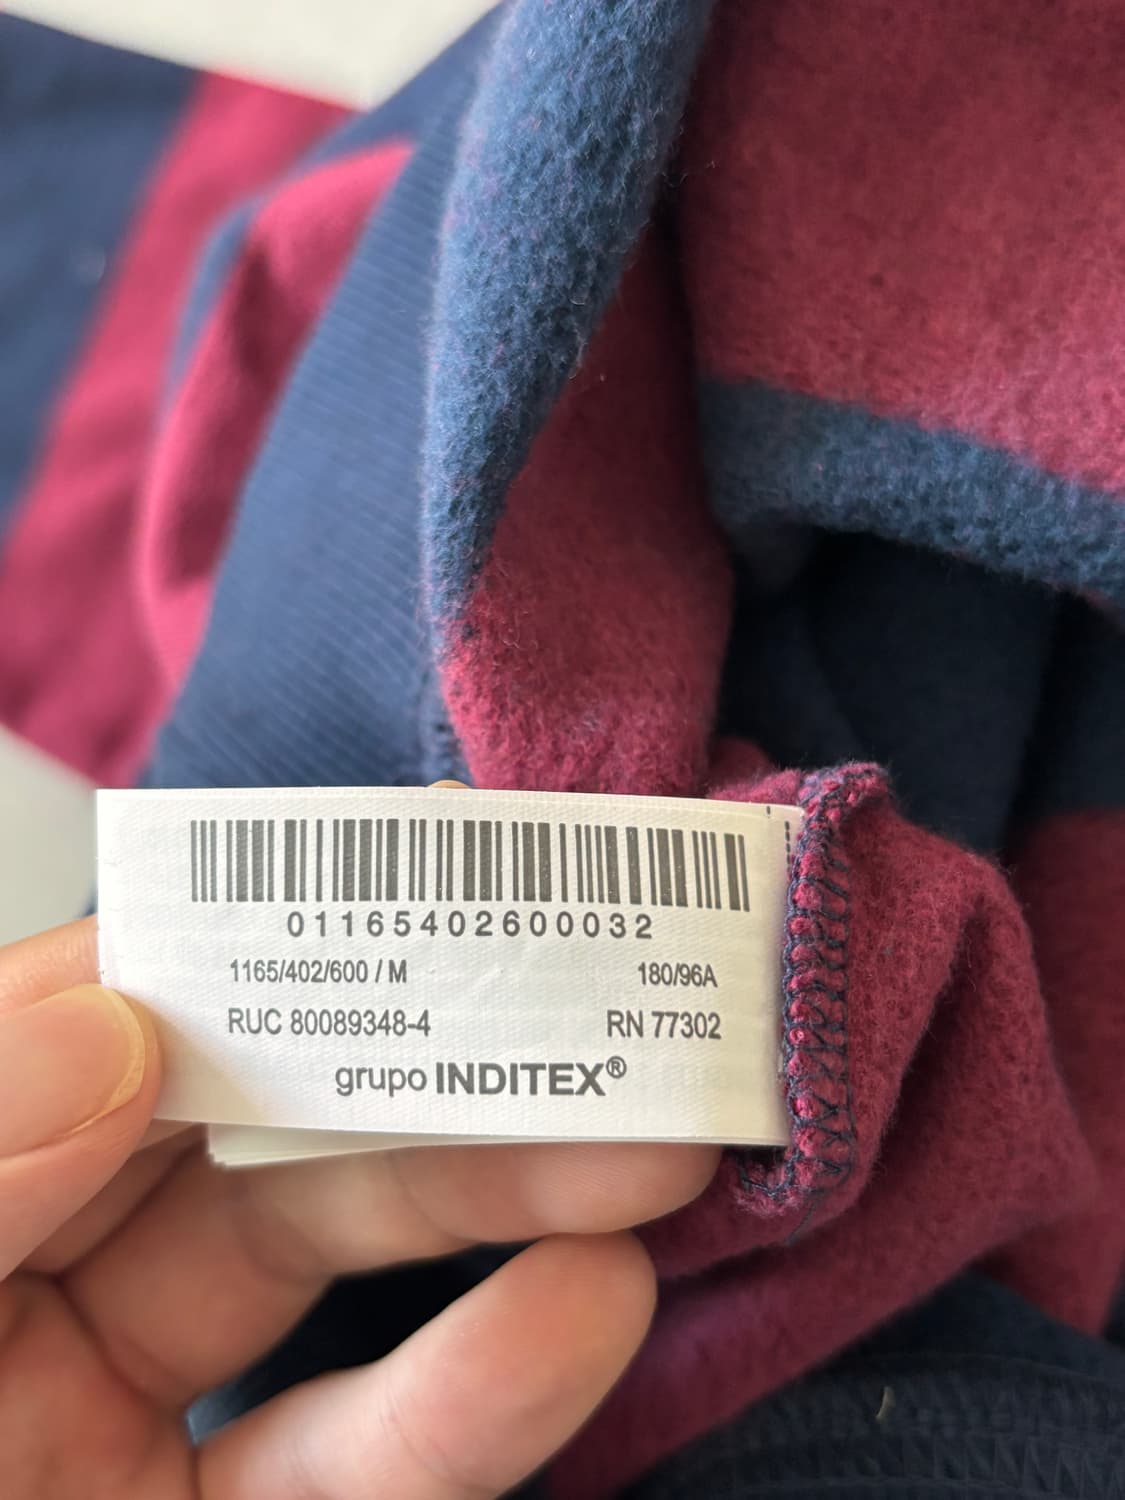 01165402600032
1165/402/600 / M 180/96A
RUC 80089348-4 RN 77302
grupo INDITEX®